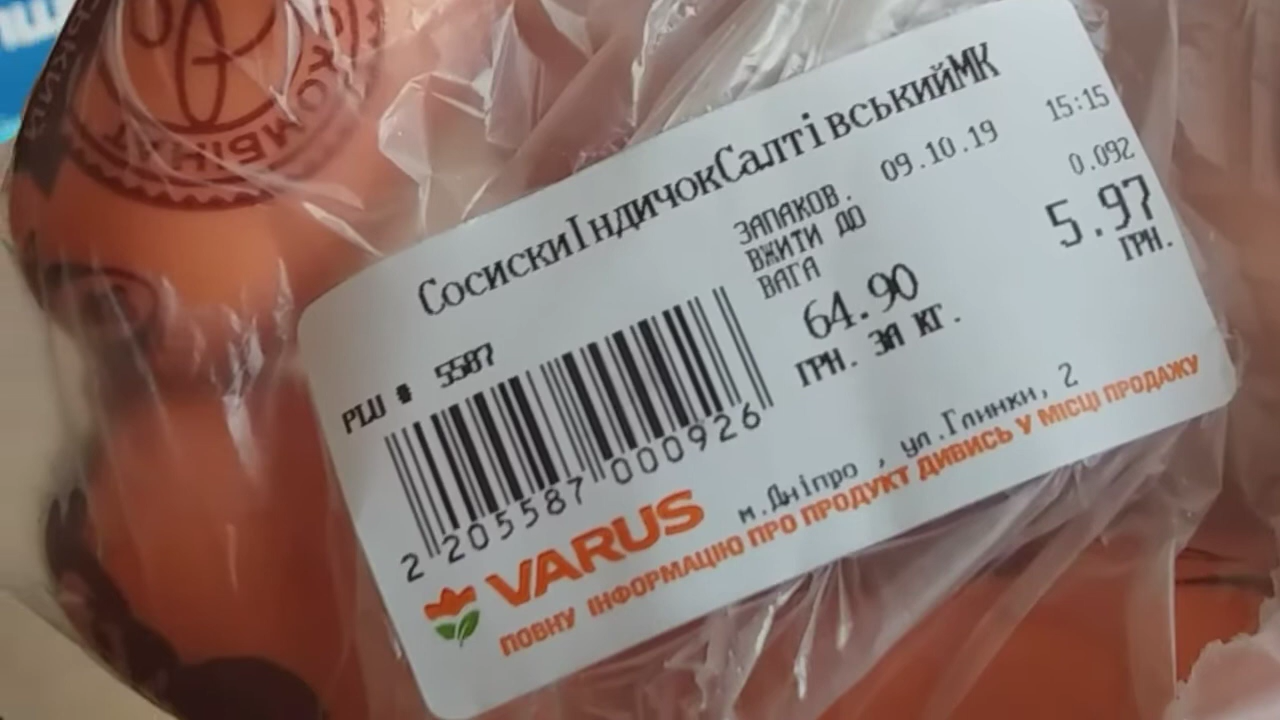 СосискиІндичокСалтівськийМК
ЗАПАКОВ. 09.10.19 15:15
ВЖИТИ ДО
ВАГА 0.092
64.90 5.97
ГРН. ЗА КГ. ГРН.
PLU # 5587
2 205587 000926
м.Дніпро , ул.Глинки, 2
VARUS
ПОВНУ ІНФОРМАЦІЮ ПРО ПРОДУКТ ДИВИСЬ У МІСЦІ ПРОДАЖУ